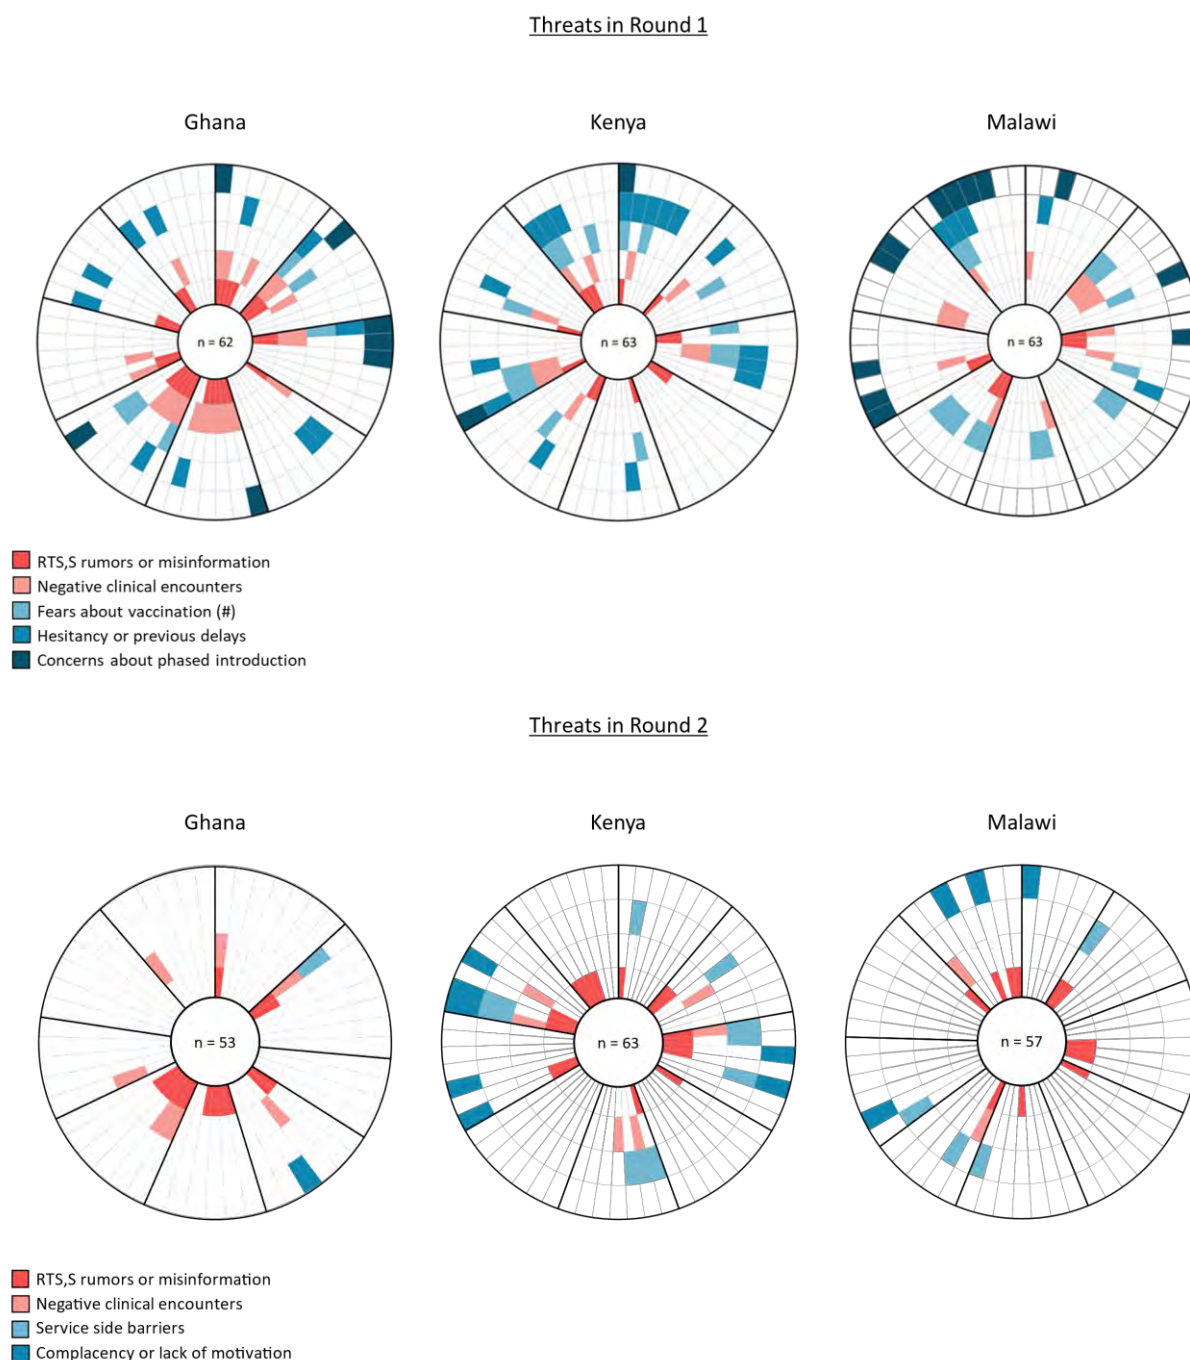 Threats in Round 1
Ghana
Kenya
Malawi
n = 62
n = 63
n = 63
RTS,S rumors or misinformation
Negative clinical encounters
Fears about vaccination (#)
Hesitancy or previous delays
Concerns about phased introduction
Threats in Round 2
Ghana
Kenya
Malawi
n = 53
n = 63
n = 57
RTS,S rumors or misinformation
Negative clinical encounters
Service side barriers
Complacency or lack of motivation